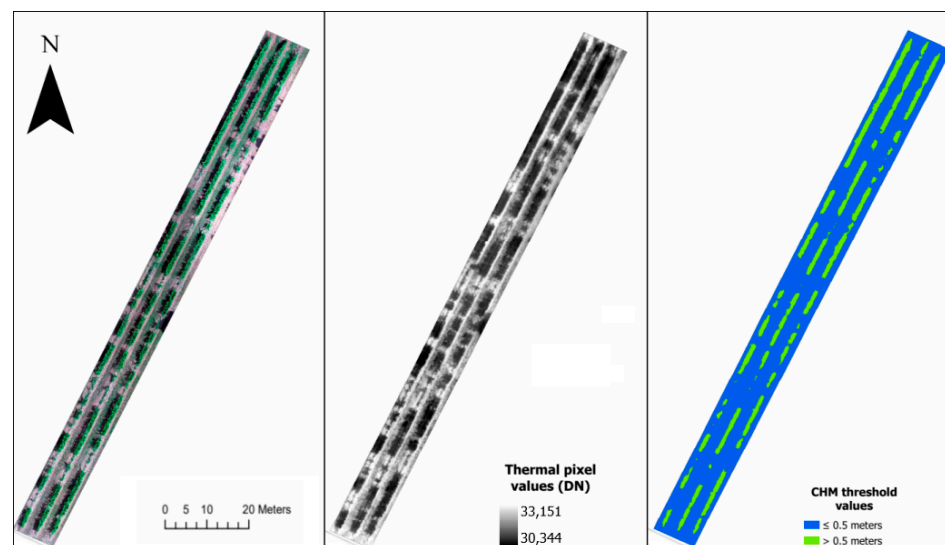 N
0 5 10 20 Meters
Thermal pixel
values (DN)
33,151
30,344
CHM threshold
values
≤ 0.5 meters
> 0.5 meters